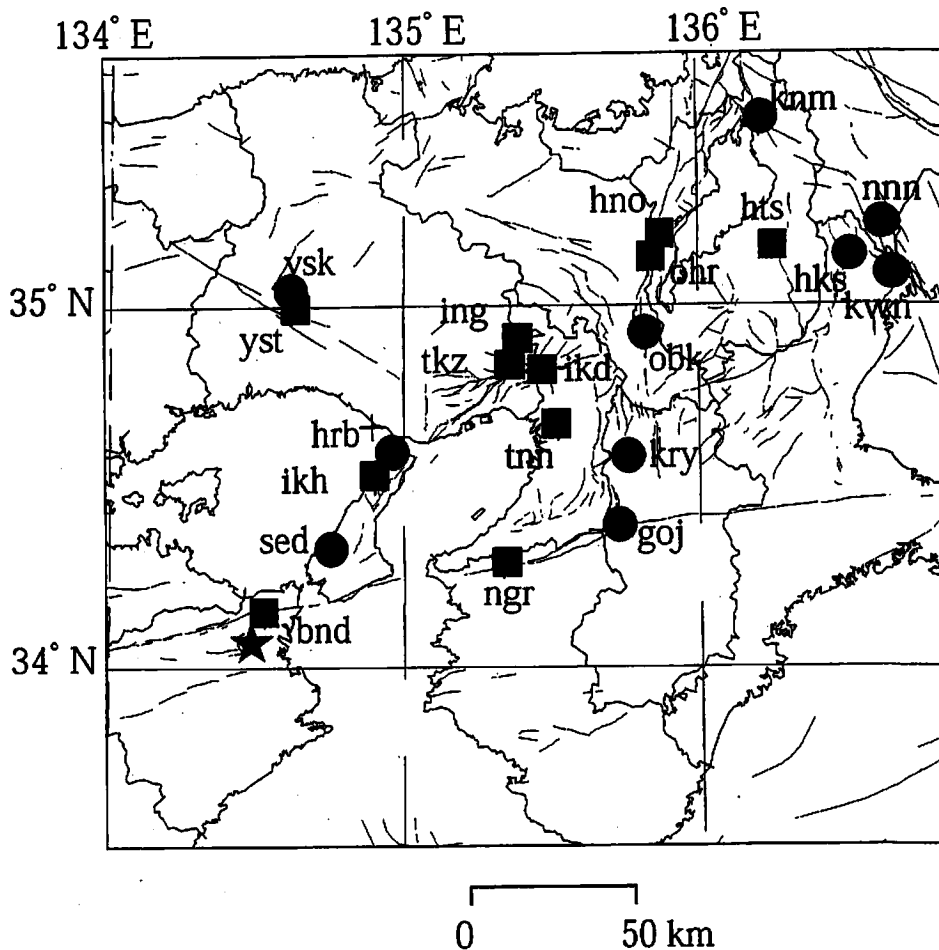 134° E
135° E
136° E
knm
nnn
hno
hts
ysk
ohr
hks
35° N
kwn
ing
yst
obk
tkz
ikd
hrb
tnn
kry
ikh
sed
goj
ngr
bnd
34° N
0
50 km